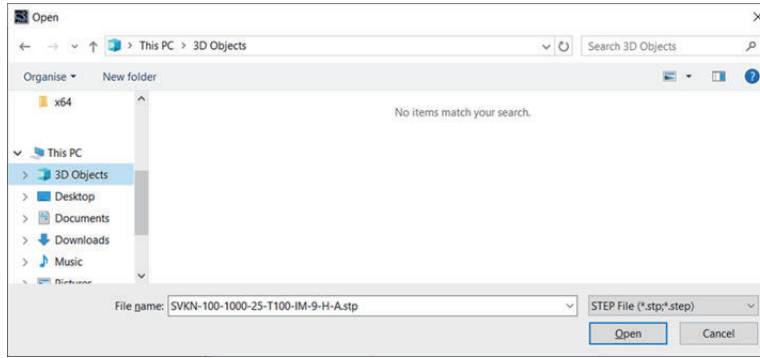 Open
This PC > 3D Objects
Search 3D Objects
Organise
New folder
x64
No items match your search.
This PC
3D Objects
Desktop
Documents
Downloads
Music
Pictures
File name: SVKN-100-1000-25-T100-IM-9-H-A.stp
STEP File (*.stp;*.step)
Open
Cancel